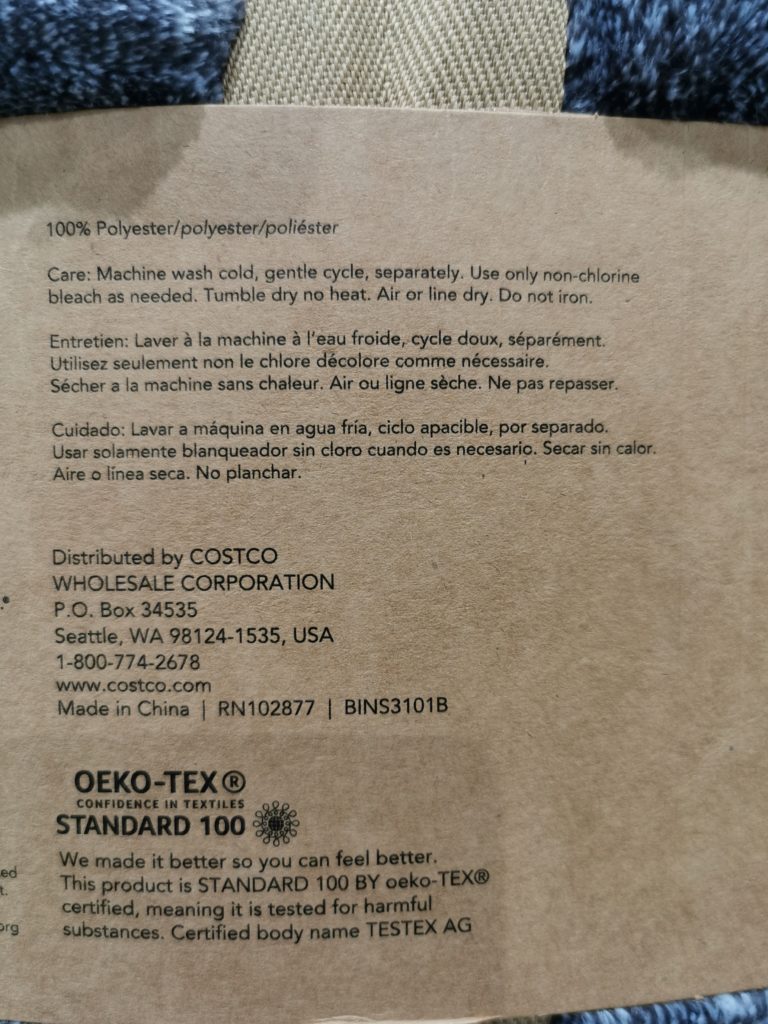 100% Polyester/polyester/poliéster
Care: Machine wash cold, gentle cycle, separately. Use only non-chlorine
bleach as needed. Tumble dry no heat. Air or line dry. Do not iron.
Entretien: Laver à la machine à l'eau froide, cycle doux, séparément.
Utilisez seulement non le chlore décolore comme nécessaire.
Sécher a la machine sans chaleur. Air ou ligne sèche. Ne pas repasser.
Cuidado: Lavar a máquina en agua fría, ciclo apacible, por separado.
Usar solamente blanqueador sin cloro cuando es necesario. Secar sin calor.
Aire o línea seca. No planchar.
Distributed by COSTCO
WHOLESALE CORPORATION
P.O. Box 34535
Seattle, WA 98124-1535, USA
1-800-774-2678
www.costco.com
Made in China | RN102877 | BINS3101B
OEKO-TEX®
CONFIDENCE IN TEXTILES
STANDARD 100
We made it better so you can feel better.
This product is STANDARD 100 BY oeko-TEX®
certified, meaning it is tested for harmful
substances. Certified body name TESTEX AG